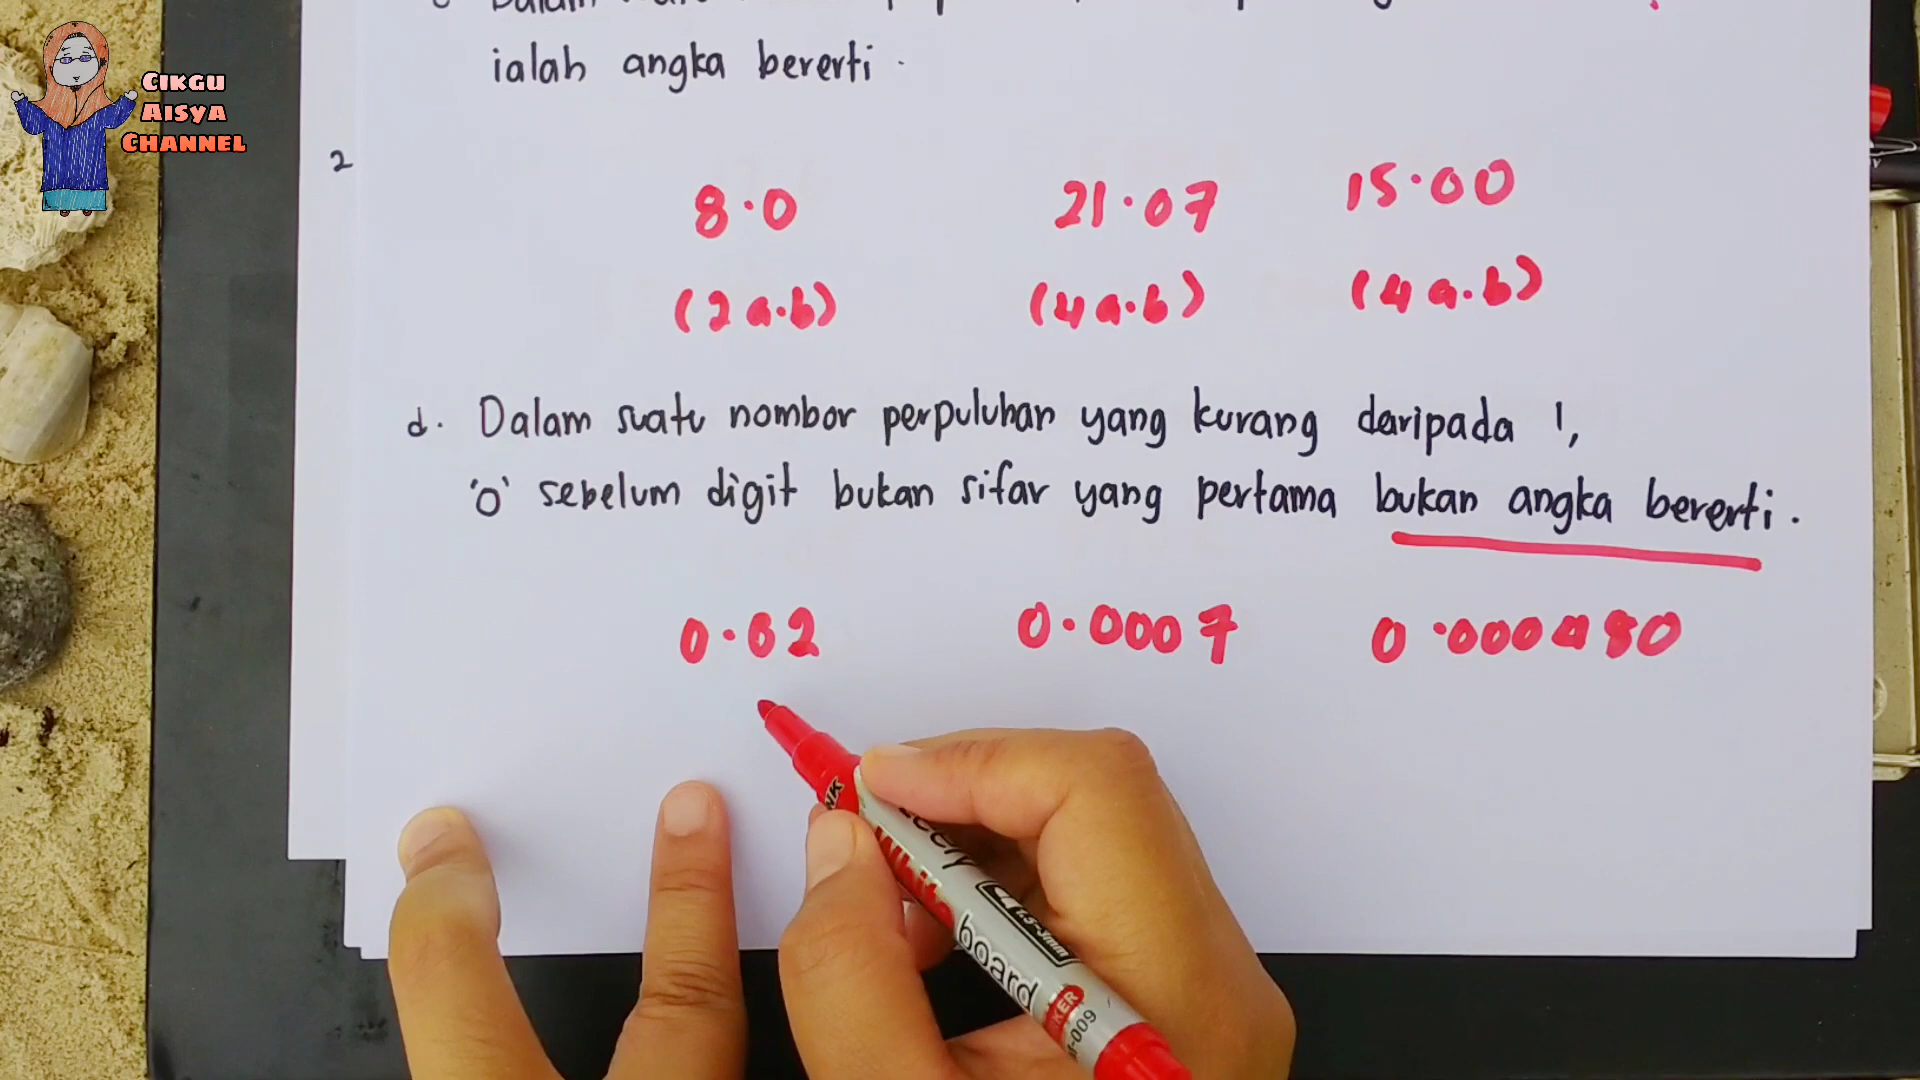 CIKGU
AISYA
CHANNEL
ialah angka bererti.
2
8.0 21.07 15.00
(2 a.b) (4 a.b) (4 a.b)
d. Dalam suatu nombor perpuluhan yang kurang daripada 1,
'0' sebelum digit bukan sifar yang pertama bukan angka bererti.
0.02 0.0007 0.000480
board